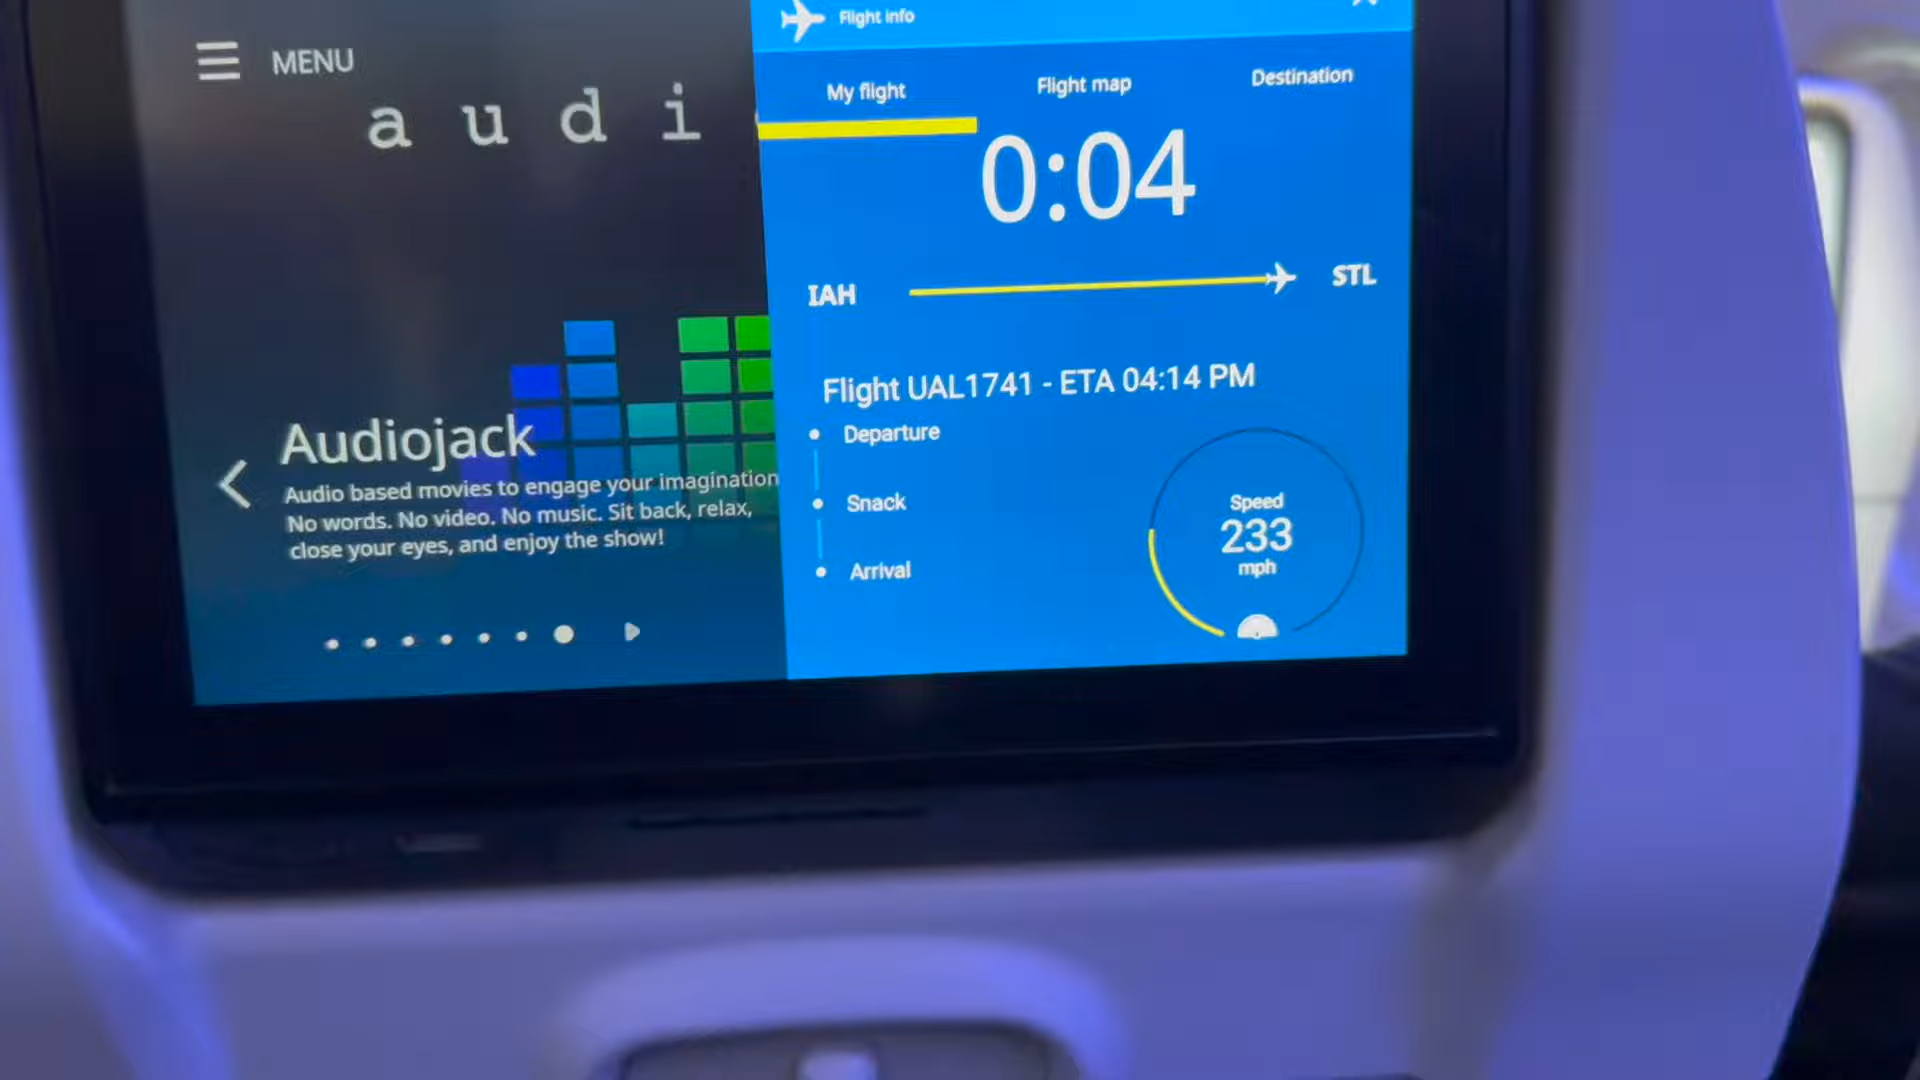 MENU
a u d i
Audiojack
Audio based movies to engage your imagination
No words. No video. No music. Sit back, relax,
close your eyes, and enjoy the show!
Flight info
My flight
Flight map
Destination
0:04
IAH
STL
Flight UAL1741 - ETA 04:14 PM
Departure
Snack
Arrival
Speed
233
mph